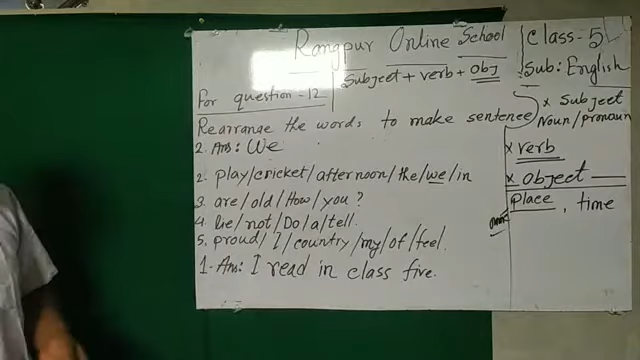 Rangpur Online School
Class-5
Sub: English
For question-12
Subject + verb + obj
x Subject
Noun/pronoun
Rearrange the words to make sentence
2. Ans: We
x verb
2. play/cricket/afternoon/the/we/in
x object
3. are/old/How/you?
place, time
4. lie/not/Do/a/tell.
5. proud/I/country/my/of/feel.
1. Ans: I read in class five.